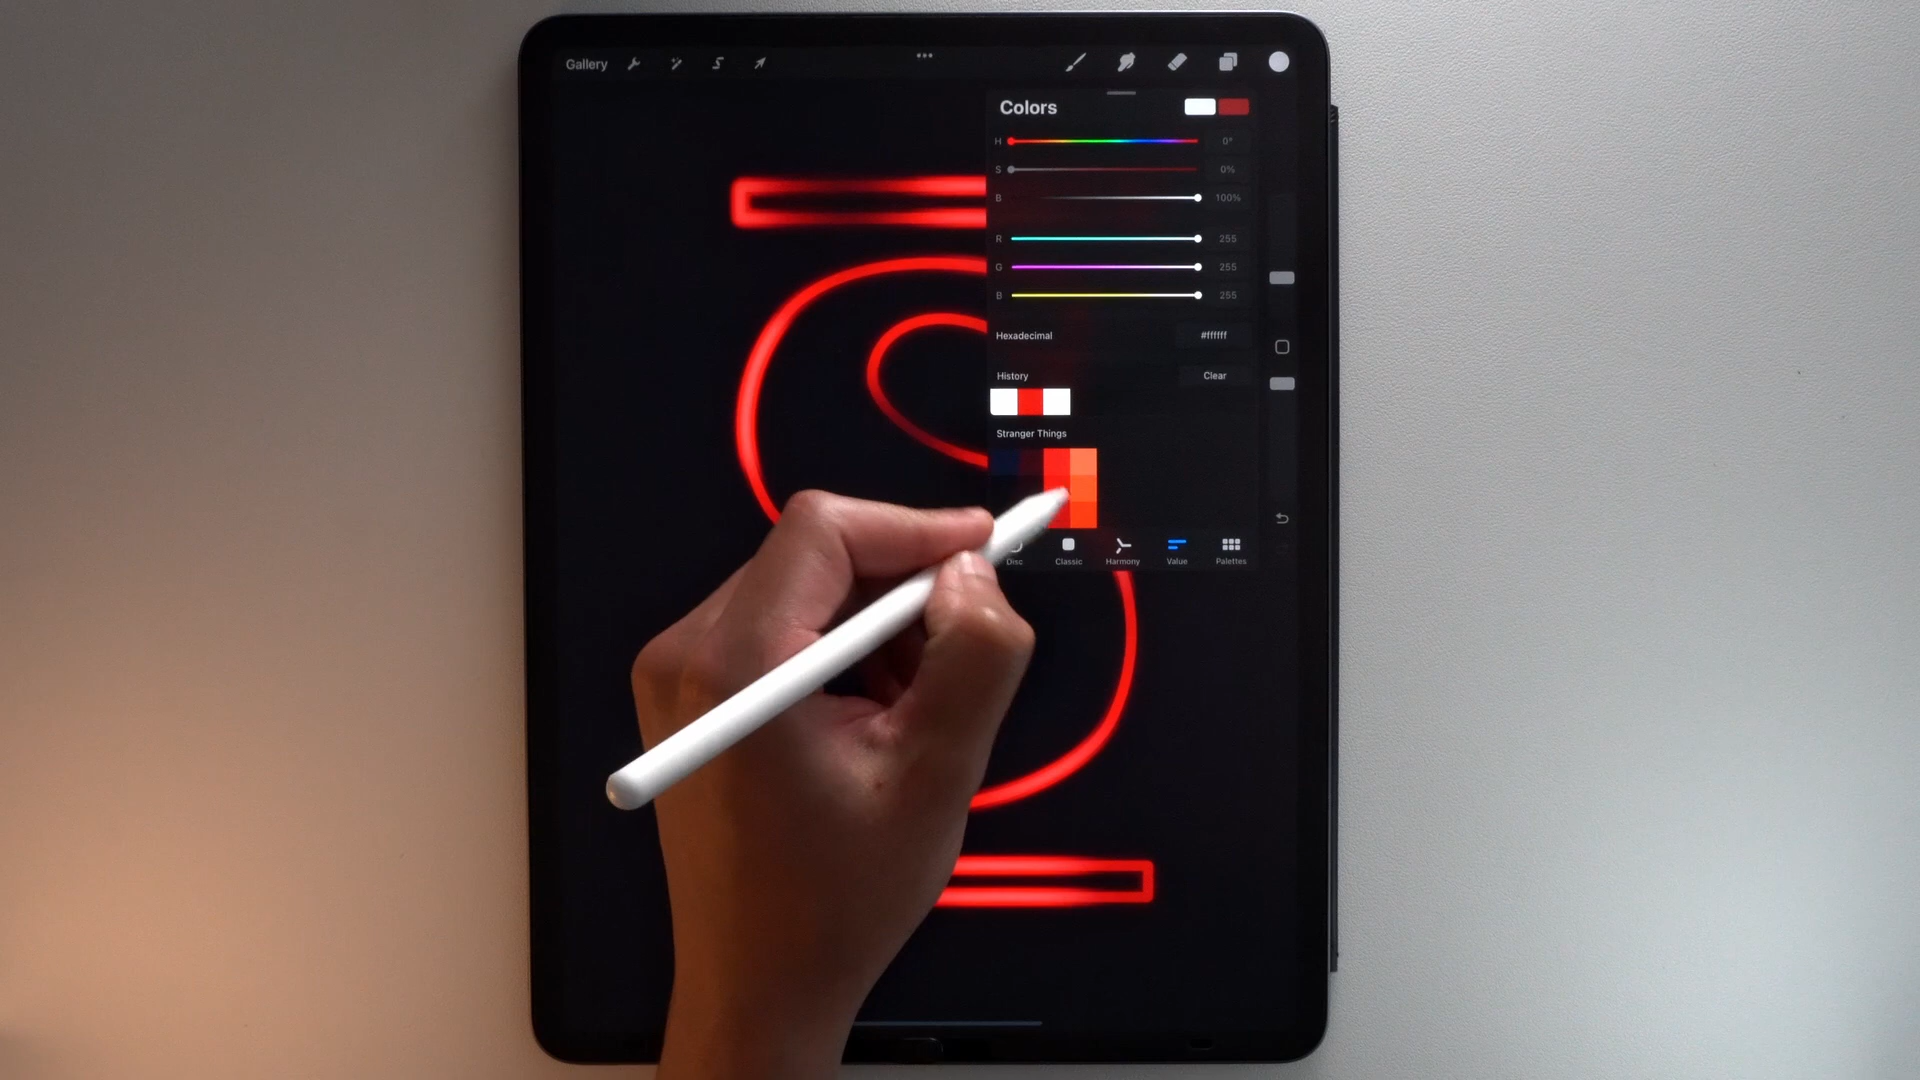 Gallery
Colors
H 0°
S 0%
B 100%
R 255
G 255
B 255
Hexadecimal #ffffff
History Clear
Stranger Things
Disc Classic Harmony Value Palettes
S